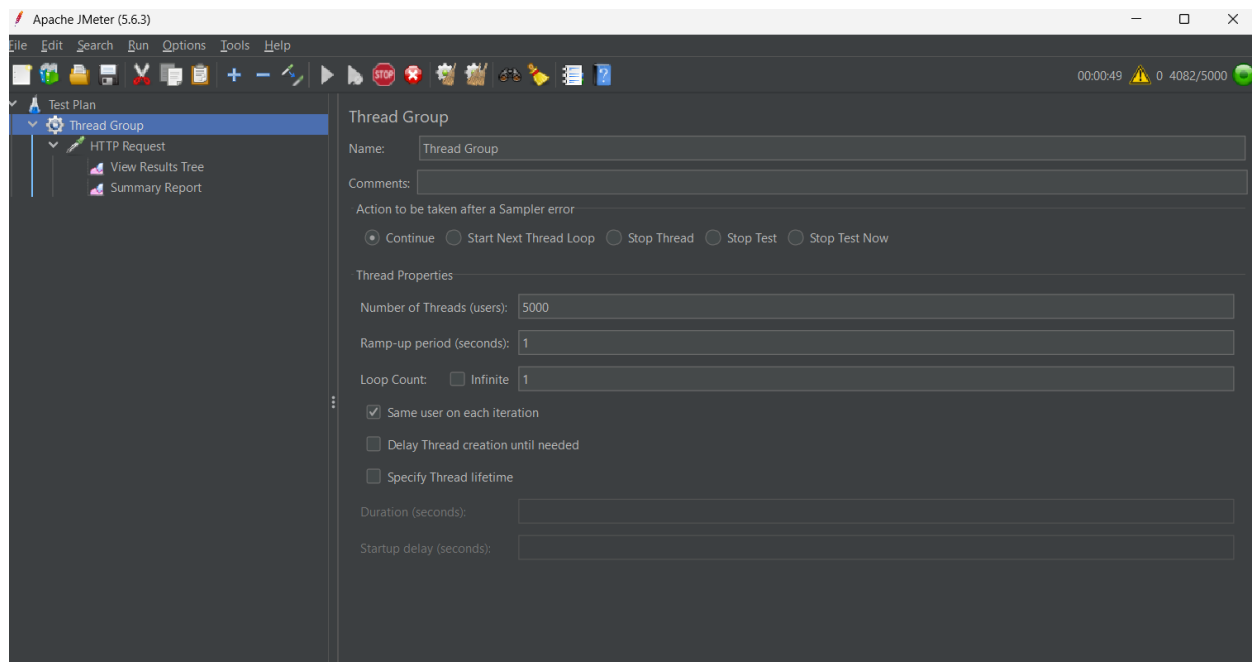 Apache JMeter (5.6.3)
File Edit Search Run Options Tools Help
STOP
00:00:49 0 4082/5000
Test Plan
Thread Group
HTTP Request
View Results Tree
Summary Report
Thread Group
Name: Thread Group
Comments:
Action to be taken after a Sampler error
Continue Start Next Thread Loop Stop Thread Stop Test Stop Test Now
Thread Properties
Number of Threads (users): 5000
Ramp-up period (seconds): 1
Loop Count: Infinite 1
Same user on each iteration
Delay Thread creation until needed
Specify Thread lifetime
Duration (seconds):
Startup delay (seconds):